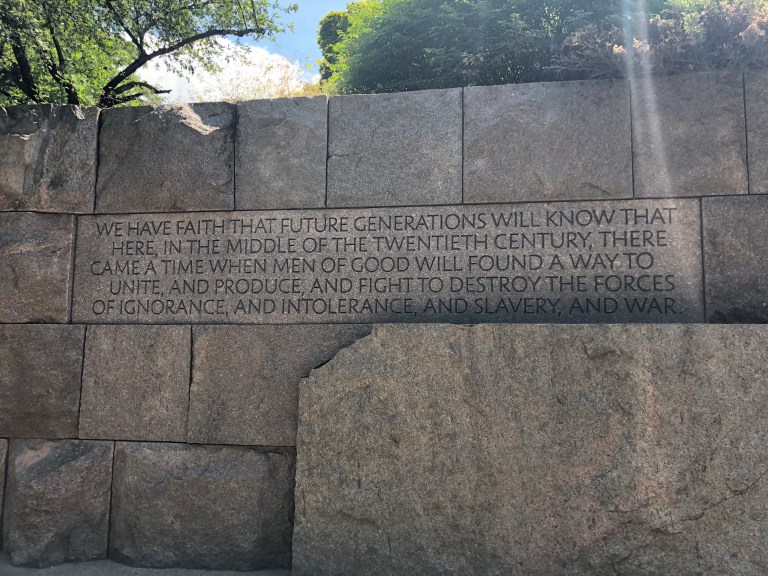 WE HAVE FAITH THAT FUTURE GENERATIONS WILL KNOW THAT
HERE, IN THE MIDDLE OF THE TWENTIETH CENTURY, THERE
CAME A TIME WHEN MEN OF GOOD WILL FOUND A WAY TO
UNITE, AND PRODUCE, AND FIGHT TO DESTROY THE FORCES
OF IGNORANCE, AND INTOLERANCE, AND SLAVERY, AND WAR.